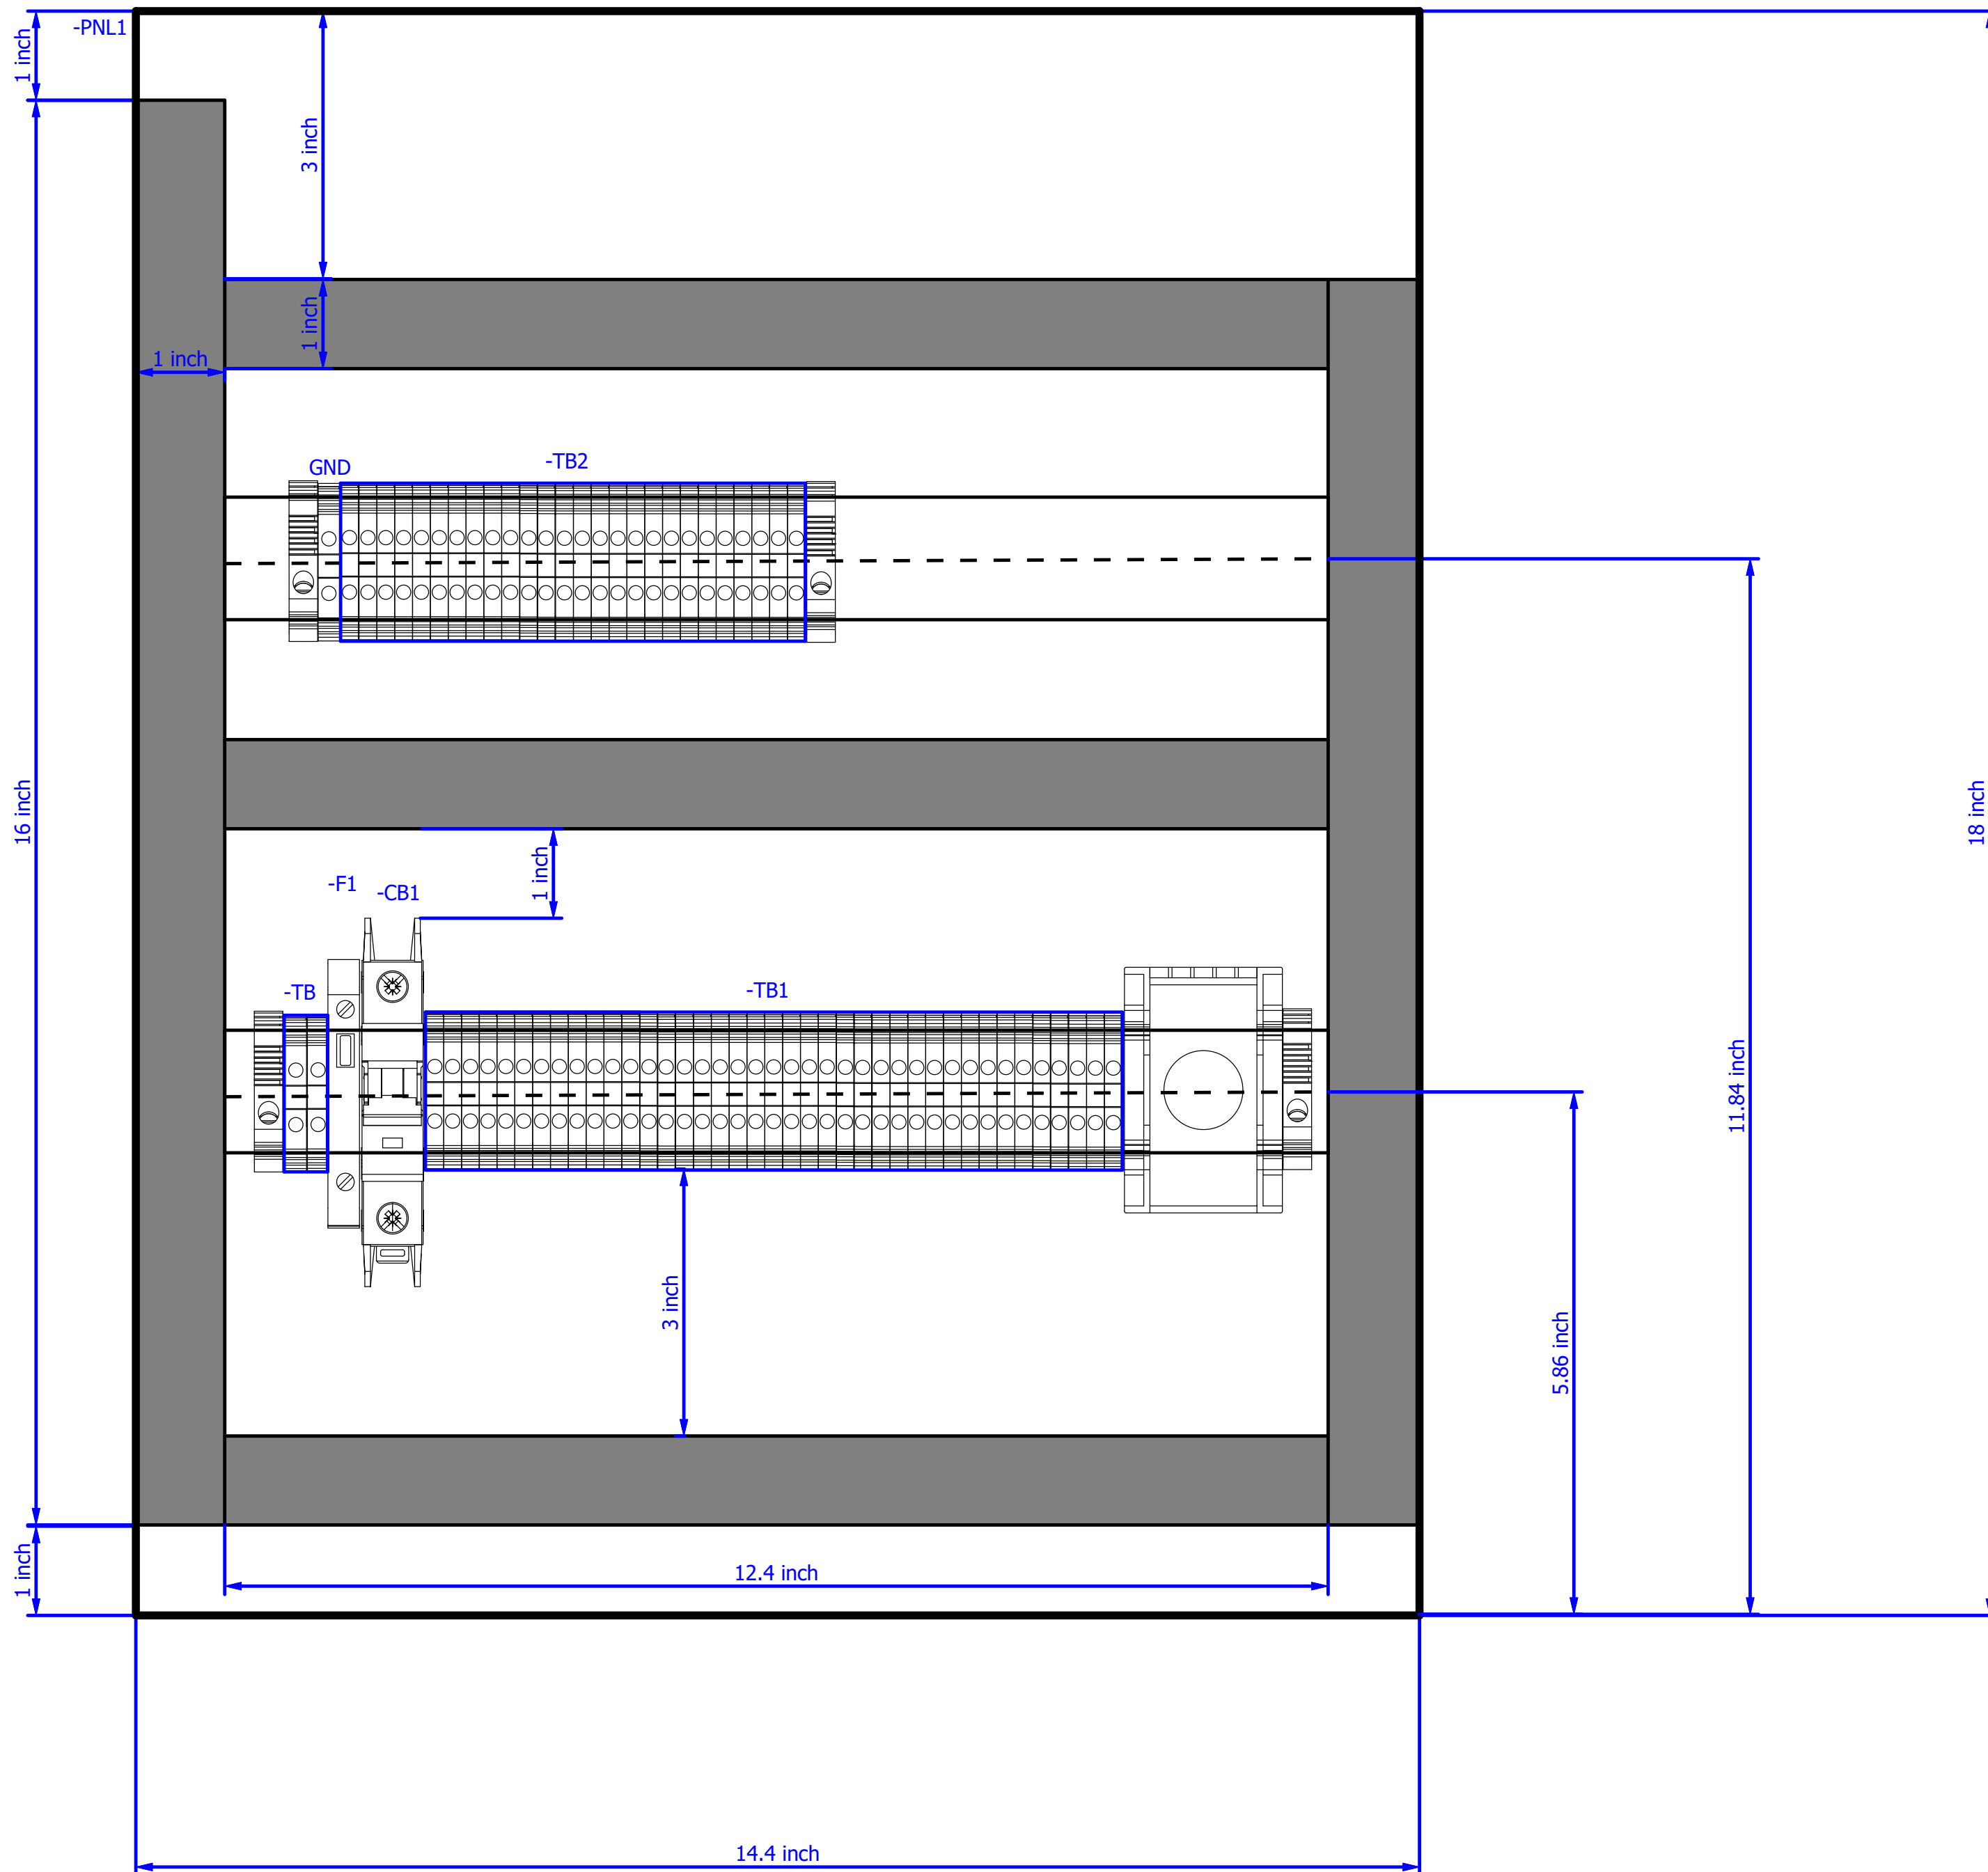 -PNL1
1 inch
3 inch
1 inch
1 inch
GND
-TB2
16 inch
18 inch
1 inch
-F1
-CB1
-TB
-TB1
11.84 inch
3 inch
5.86 inch
1 inch
12.4 inch
14.4 inch